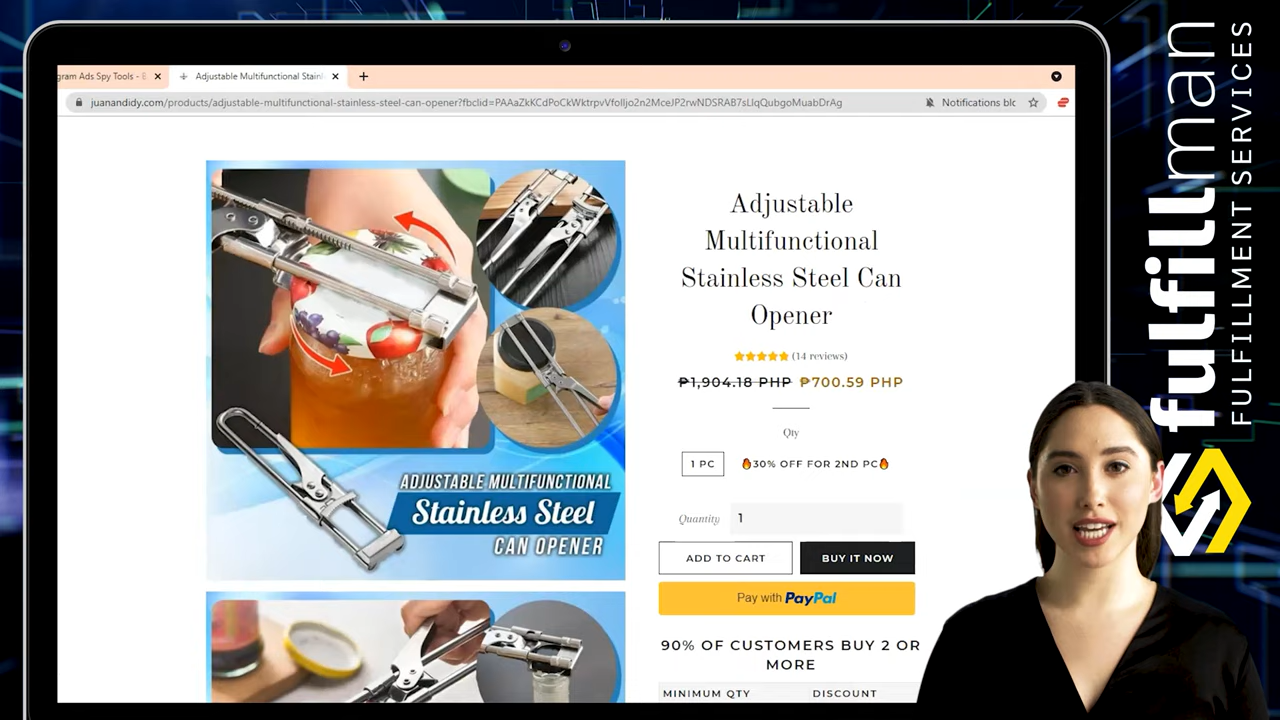 gram Ads Spy Tools - E
Adjustable Multifunctional Stainl
juanandidy.com/products/adjustable-multifunctional-stainless-steel-can-opener?fbclid=PAAaZkKCdPoCkWktrpvVfolljo2n2MceJP2rwNDSRAB7sLlqQubgoMuabDrAg
Notifications blo
Adjustable
Multifunctional
Stainless Steel Can
Opener
(14 reviews)
₱1,904.18 PHP ₱700.59 PHP
Qty
1 PC
🔥30% OFF FOR 2ND PC🔥
Quantity
1
ADD TO CART
BUY IT NOW
Pay with PayPal
90% OF CUSTOMERS BUY 2 OR
MORE
MINIMUM QTY
DISCOUNT
ADJUSTABLE MULTIFUNCTIONAL
Stainless Steel
CAN OPENER
fulfillman
FULFILLMENT SERVICES